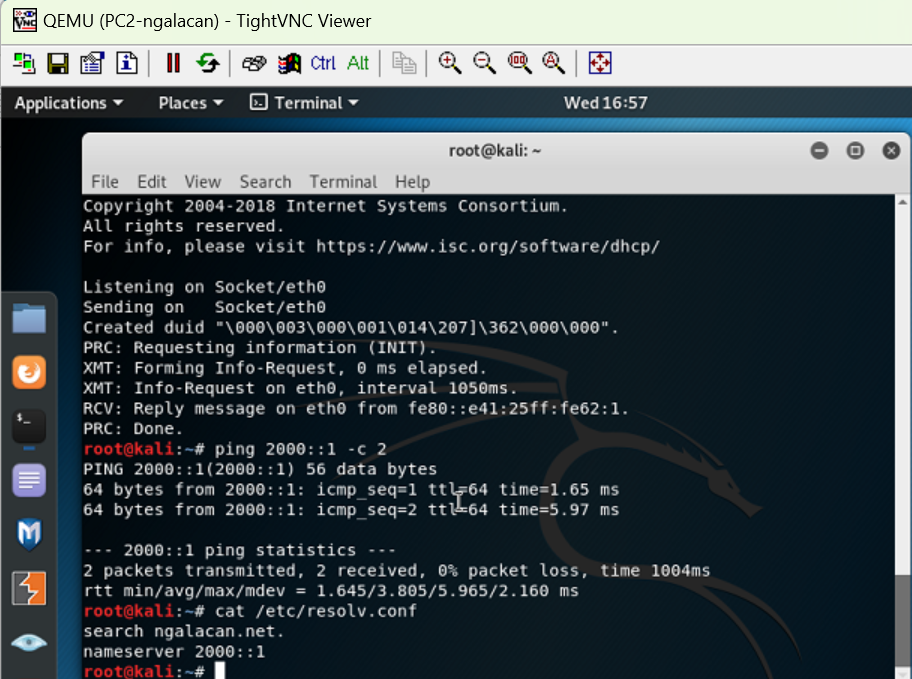 QEMU (PC2-ngalacan) - TightVNC Viewer
Ctrl Alt
Applications Places Terminal Wed 16:57
root@kali: ~
File Edit View Search Terminal Help
Copyright 2004-2018 Internet Systems Consortium.
All rights reserved.
For info, please visit https://www.isc.org/software/dhcp/
Listening on Socket/eth0
Sending on   Socket/eth0
Created duid "\000\003\000\001\014\207]\362\000\000".
PRC: Requesting information (INIT).
XMT: Forming Info-Request, 0 ms elapsed.
XMT: Info-Request on eth0, interval 1050ms.
RCV: Reply message on eth0 from fe80::e41:25ff:fe62:1.
PRC: Done.
root@kali:~# ping 2000::1 -c 2
PING 2000::1(2000::1) 56 data bytes
64 bytes from 2000::1: icmp_seq=1 ttl=64 time=1.65 ms
64 bytes from 2000::1: icmp_seq=2 ttl=64 time=5.97 ms
--- 2000::1 ping statistics ---
2 packets transmitted, 2 received, 0% packet loss, time 1004ms
rtt min/avg/max/mdev = 1.645/3.805/5.965/2.160 ms
root@kali:~# cat /etc/resolv.conf
search ngalacan.net.
nameserver 2000::1
root@kali:~#